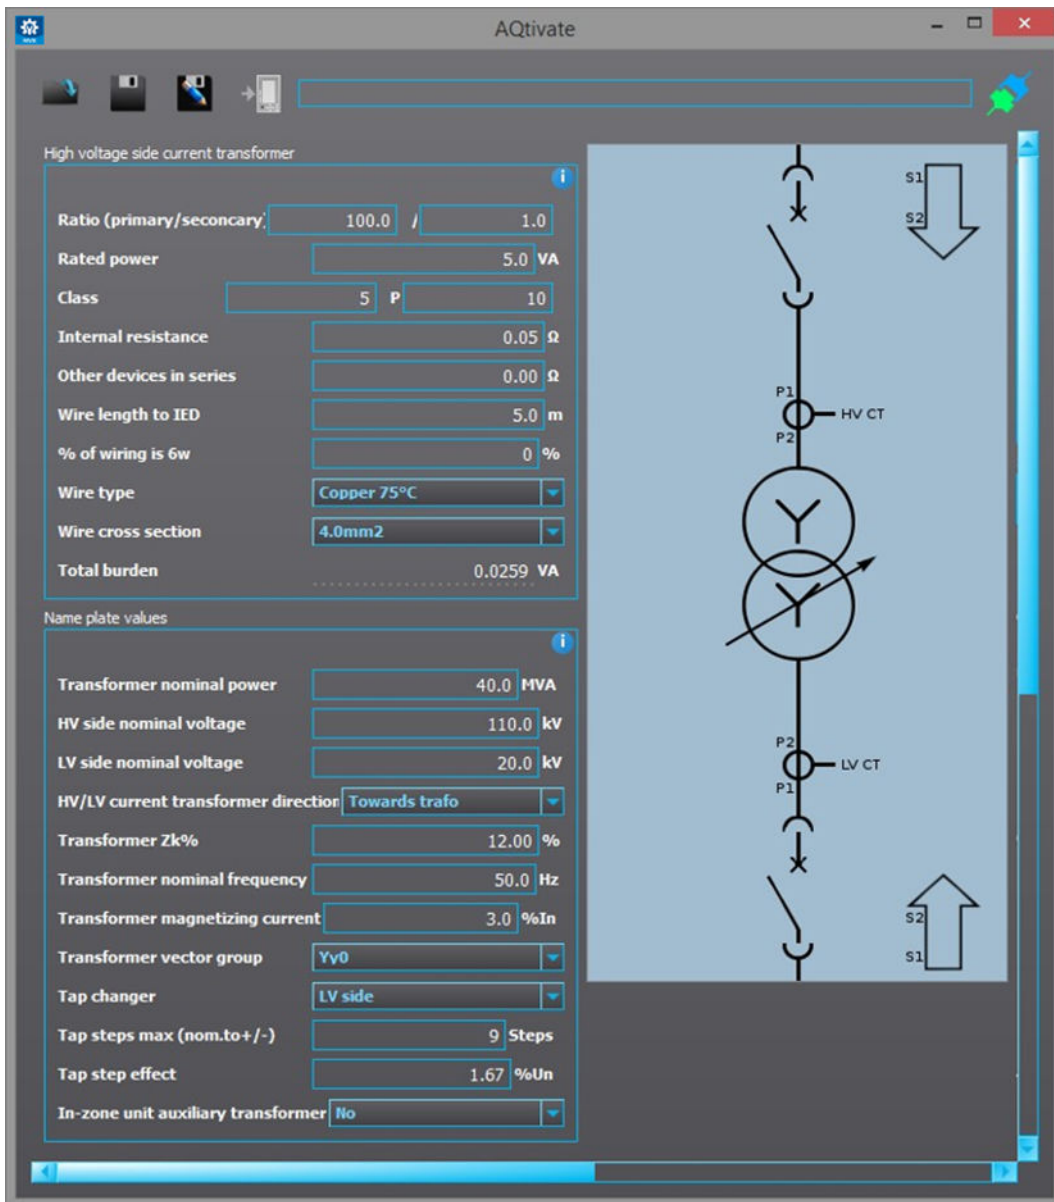 AQtivate
High voltage side current transformer
Ratio (primary/seconcary) 100.0 / 1.0
Rated power 5.0 VA
Class 5 P 10
Internal resistance 0.05 Ω
Other devices in series 0.00 Ω
Wire length to IED 5.0 m
% of wiring is 6w 0 %
Wire type Copper 75°C
Wire cross section 4.0mm2
Total burden 0.0259 VA
Name plate values
Transformer nominal power 40.0 MVA
HV side nominal voltage 110.0 kV
LV side nominal voltage 20.0 kV
HV/LV current transformer direction Towards trafo
Transformer Zk% 12.00 %
Transformer nominal frequency 50.0 Hz
Transformer magnetizing current 3.0 %In
Transformer vector group Yy0
Tap changer LV side
Tap steps max (nom.to+/-) 9 Steps
Tap step effect 1.67 %Un
In-zone unit auxiliary transformer No
S1
S2
P1
HV CT
P2
P2
LV CT
P1
S2
S1